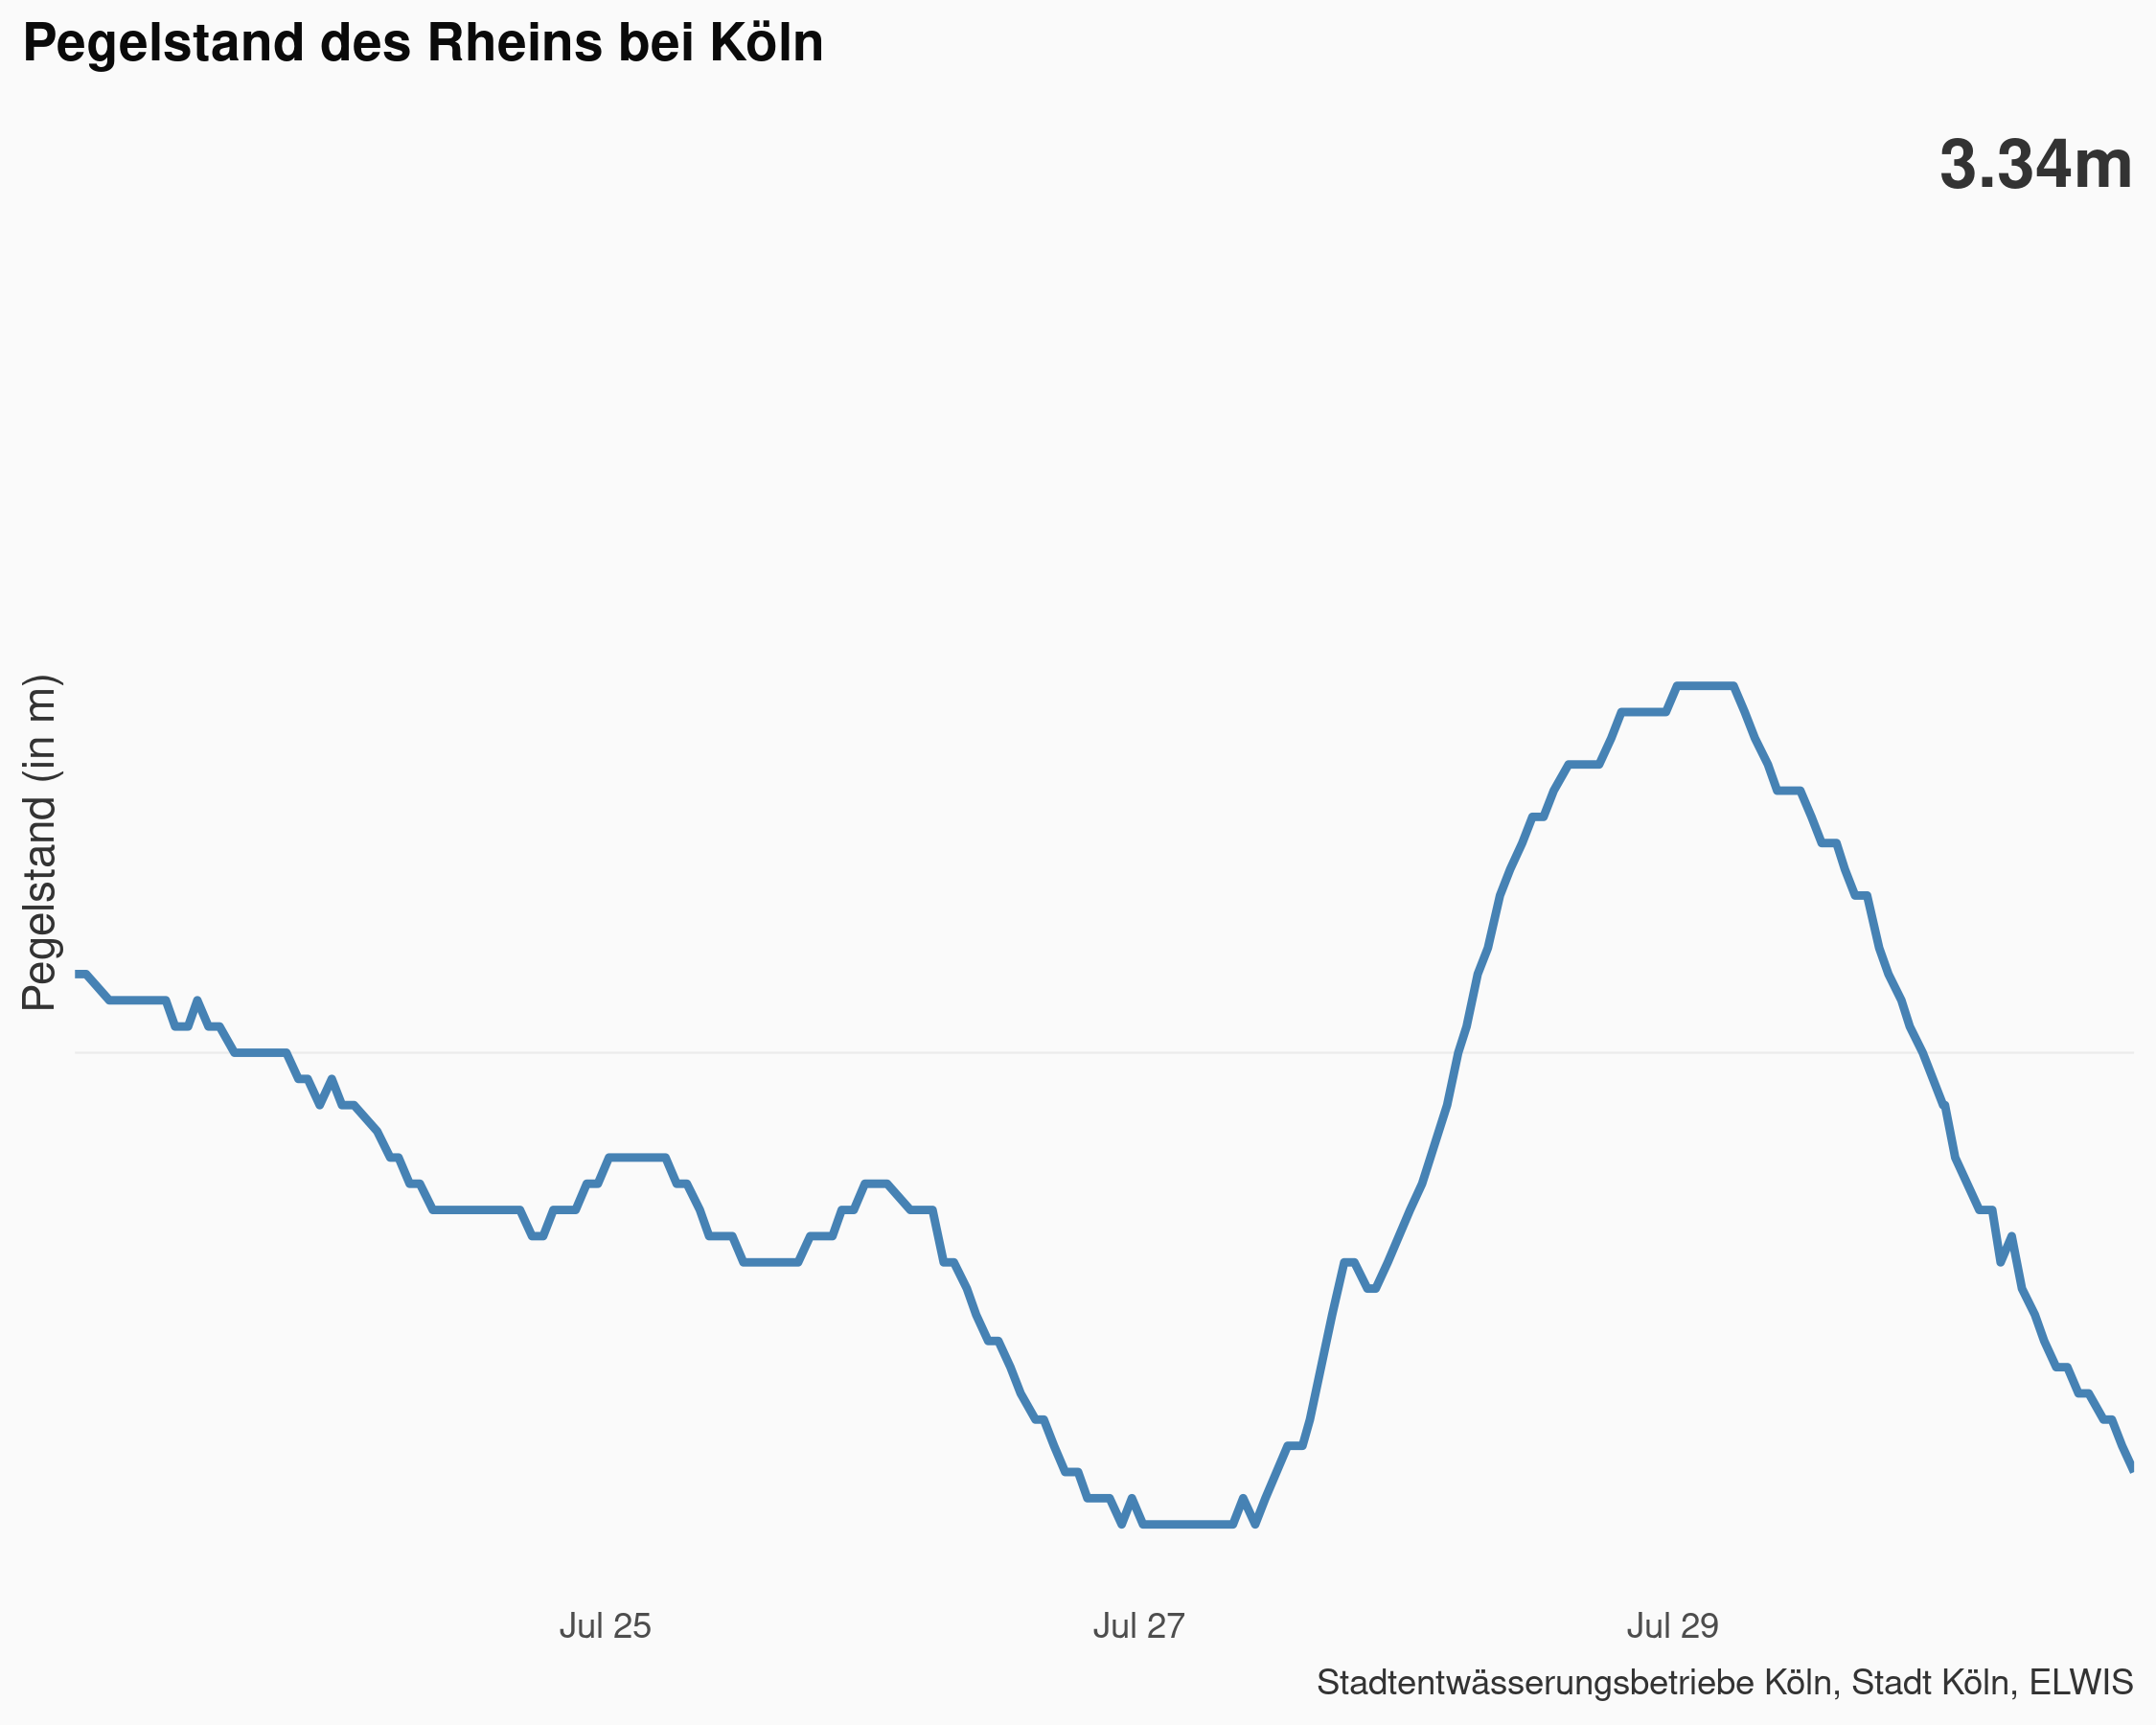 Pegelstand des Rheins bei Köln
3.34m
Pegelstand (in m)
Jul 25
Jul 27
Jul 29
Stadtentwässerungsbetriebe Köln, Stadt Köln, ELWIS